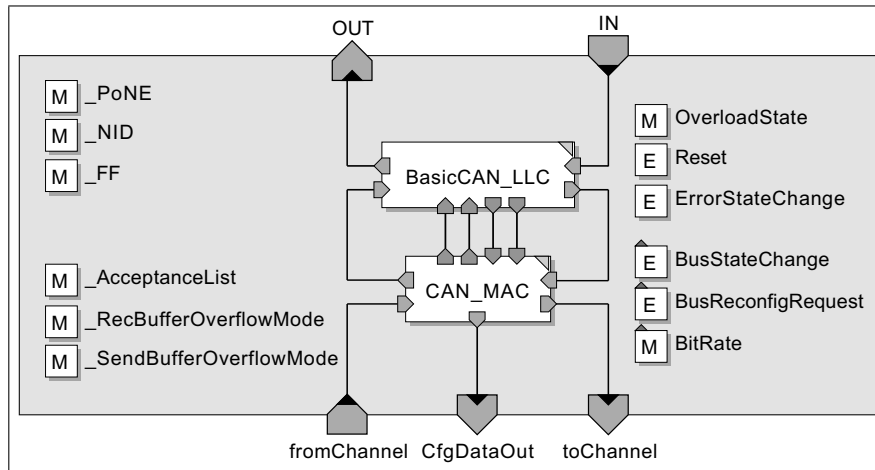 OUT
IN
M _PoNE
M _NID
M _FF
BasicCAN_LLC
M OverloadState
E Reset
E ErrorStateChange
M _AcceptanceList
M _RecBufferOverflowMode
M _SendBufferOverflowMode
CAN_MAC
E BusStateChange
E BusReconfigRequest
M BitRate
fromChannel
CfgDataOut
toChannel